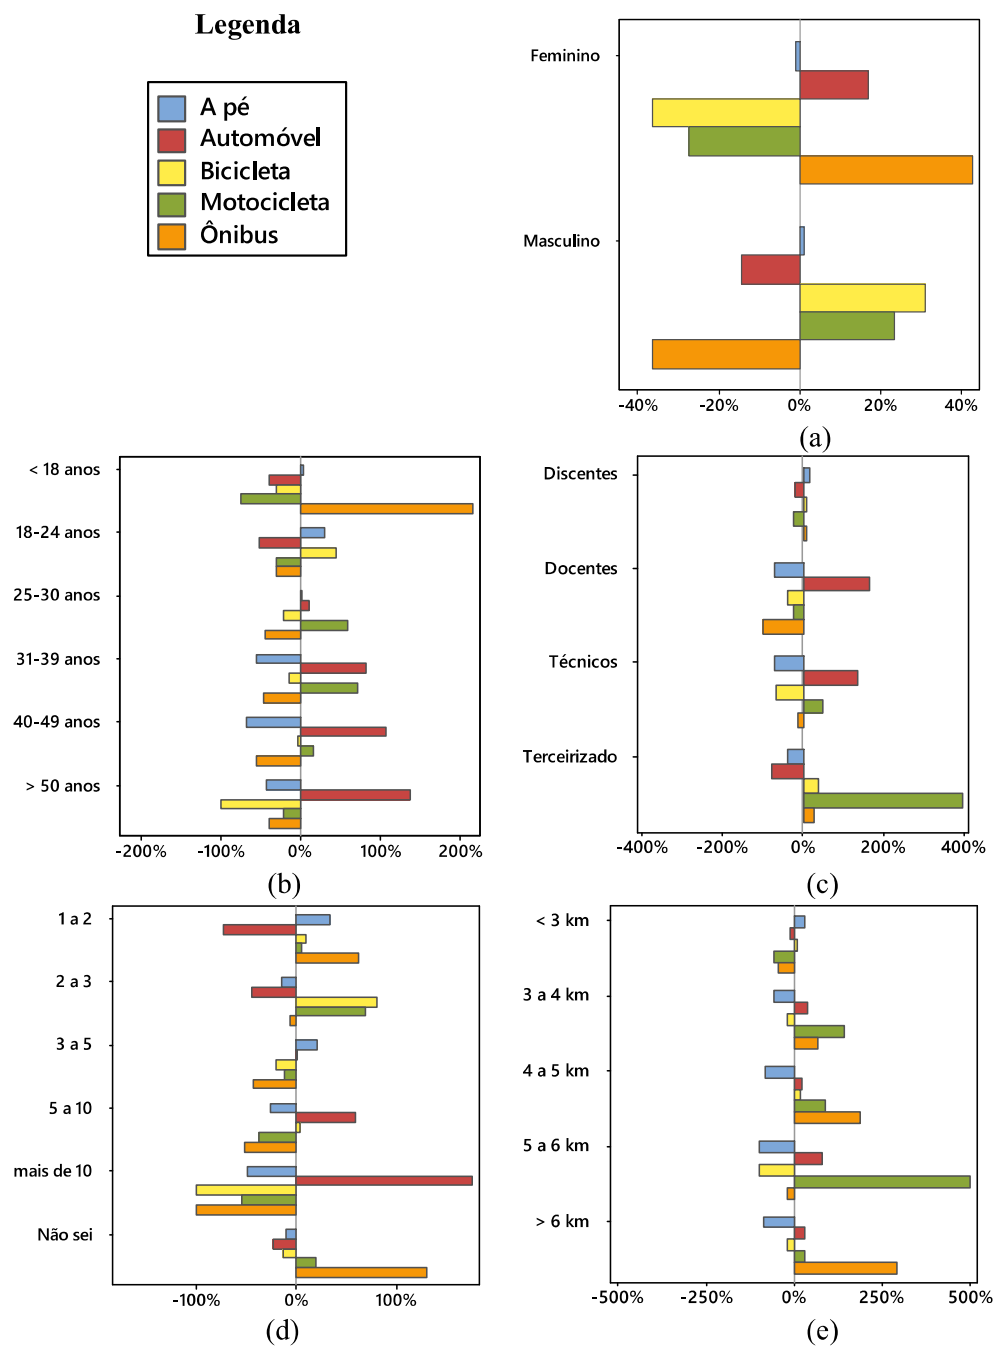 Legenda
A pé
Automóvel
Bicicleta
Motocicleta
Ônibus
Feminino
Masculino
-40% -20% 0% 20% 40%
(a)
< 18 anos
18-24 anos
25-30 anos
31-39 anos
40-49 anos
> 50 anos
-200% -100% 0% 100% 200%
(b)
Discentes
Docentes
Técnicos
Terceirizado
-400% -200% 0% 200% 400%
(c)
1 a 2
2 a 3
3 a 5
5 a 10
mais de 10
Não sei
-100% 0% 100%
(d)
< 3 km
3 a 4 km
4 a 5 km
5 a 6 km
> 6 km
-500% -250% 0% 250% 500%
(e)